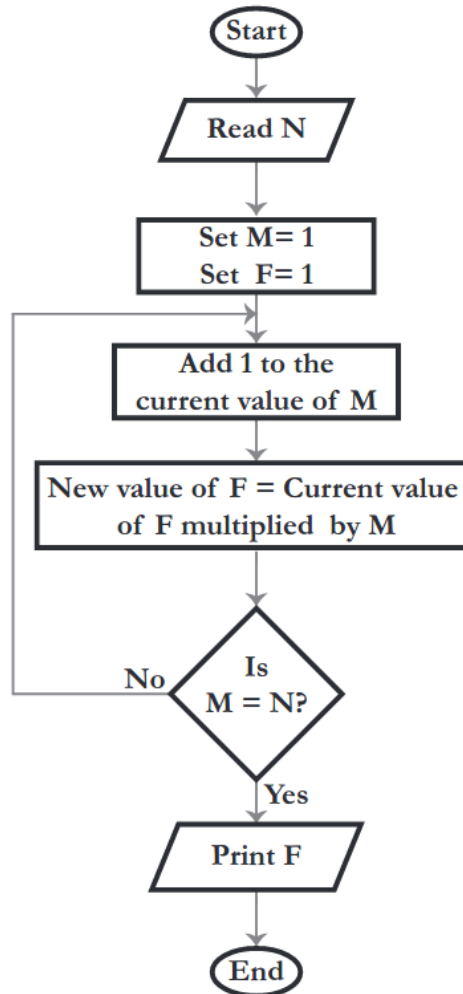 Start
Read N
Set M= 1
Set F= 1
Add 1 to the
current value of M
New value of F = Current value
of F multiplied by M
Is
M = N?
No
Yes
Print F
End